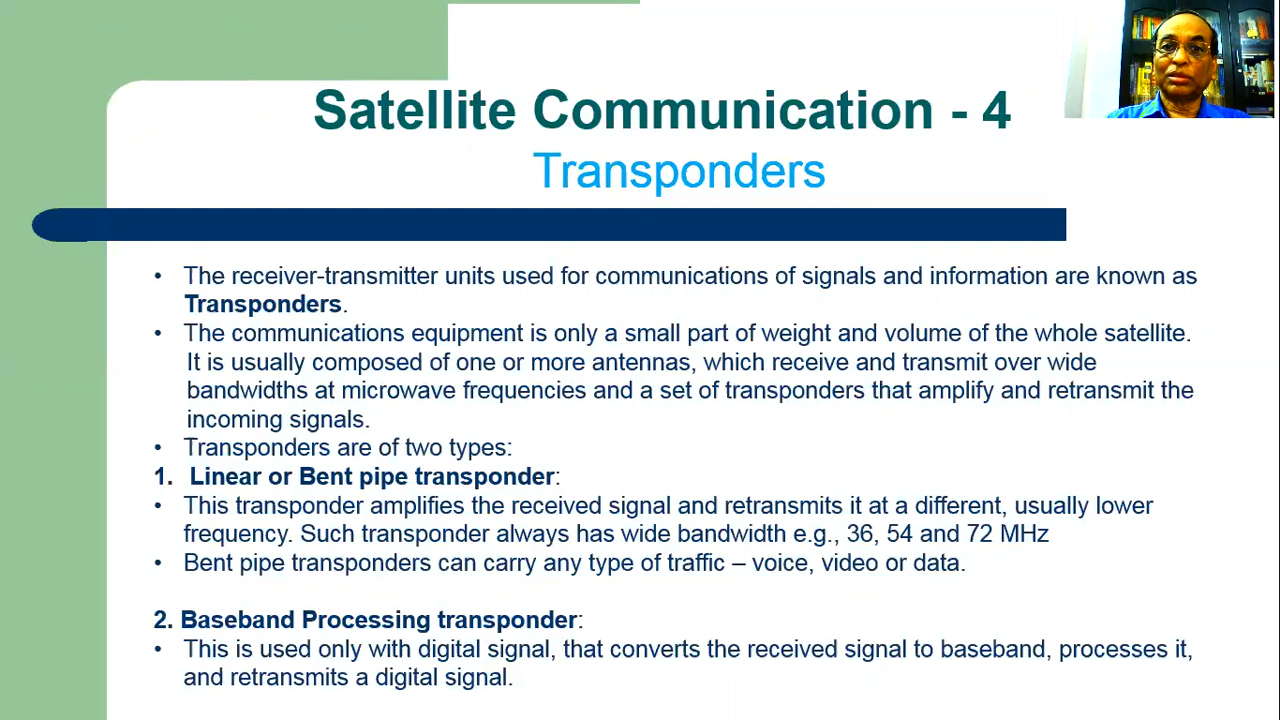 Satellite Communication - 4
Transponders
• The receiver-transmitter units used for communications of signals and information are known as
Transponders.
• The communications equipment is only a small part of weight and volume of the whole satellite.
It is usually composed of one or more antennas, which receive and transmit over wide
bandwidths at microwave frequencies and a set of transponders that amplify and retransmit the
incoming signals.
• Transponders are of two types:
1. Linear or Bent pipe transponder:
• This transponder amplifies the received signal and retransmits it at a different, usually lower
frequency. Such transponder always has wide bandwidth e.g., 36, 54 and 72 MHz
• Bent pipe transponders can carry any type of traffic – voice, video or data.
2. Baseband Processing transponder:
• This is used only with digital signal, that converts the received signal to baseband, processes it,
and retransmits a digital signal.